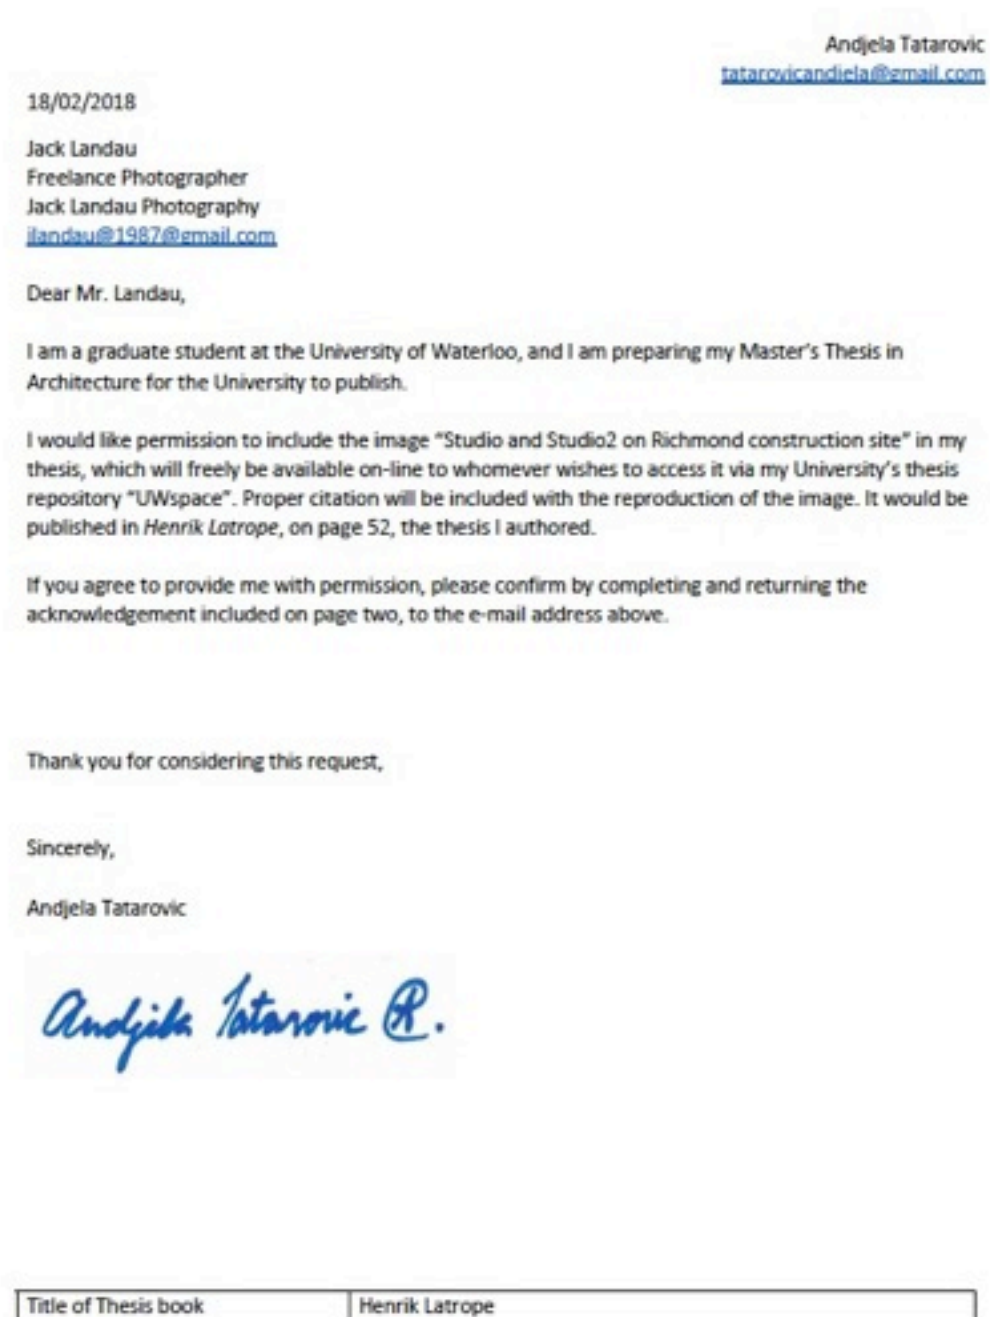 Andjela Tatarovic
tatarovicandjela@gmail.com
18/02/2018
Jack Landau
Freelance Photographer
Jack Landau Photography
jlandau@1987@gmail.com
Dear Mr. Landau,
I am a graduate student at the University of Waterloo, and I am preparing my Master's Thesis in
Architecture for the University to publish.
I would like permission to include the image “Studio and Studio2 on Richmond construction site” in my
thesis, which will freely be available on-line to whomever wishes to access it via my University's thesis
repository “UWspace”. Proper citation will be included with the reproduction of the image. It would be
published in Henrik Latrope, on page 52, the thesis I authored.
If you agree to provide me with permission, please confirm by completing and returning the
acknowledgement included on page two, to the e-mail address above.
Thank you for considering this request,
Sincerely,
Andjela Tatarovic
Andjela Tatarovic R.
Title of Thesis book Henrik Latrope